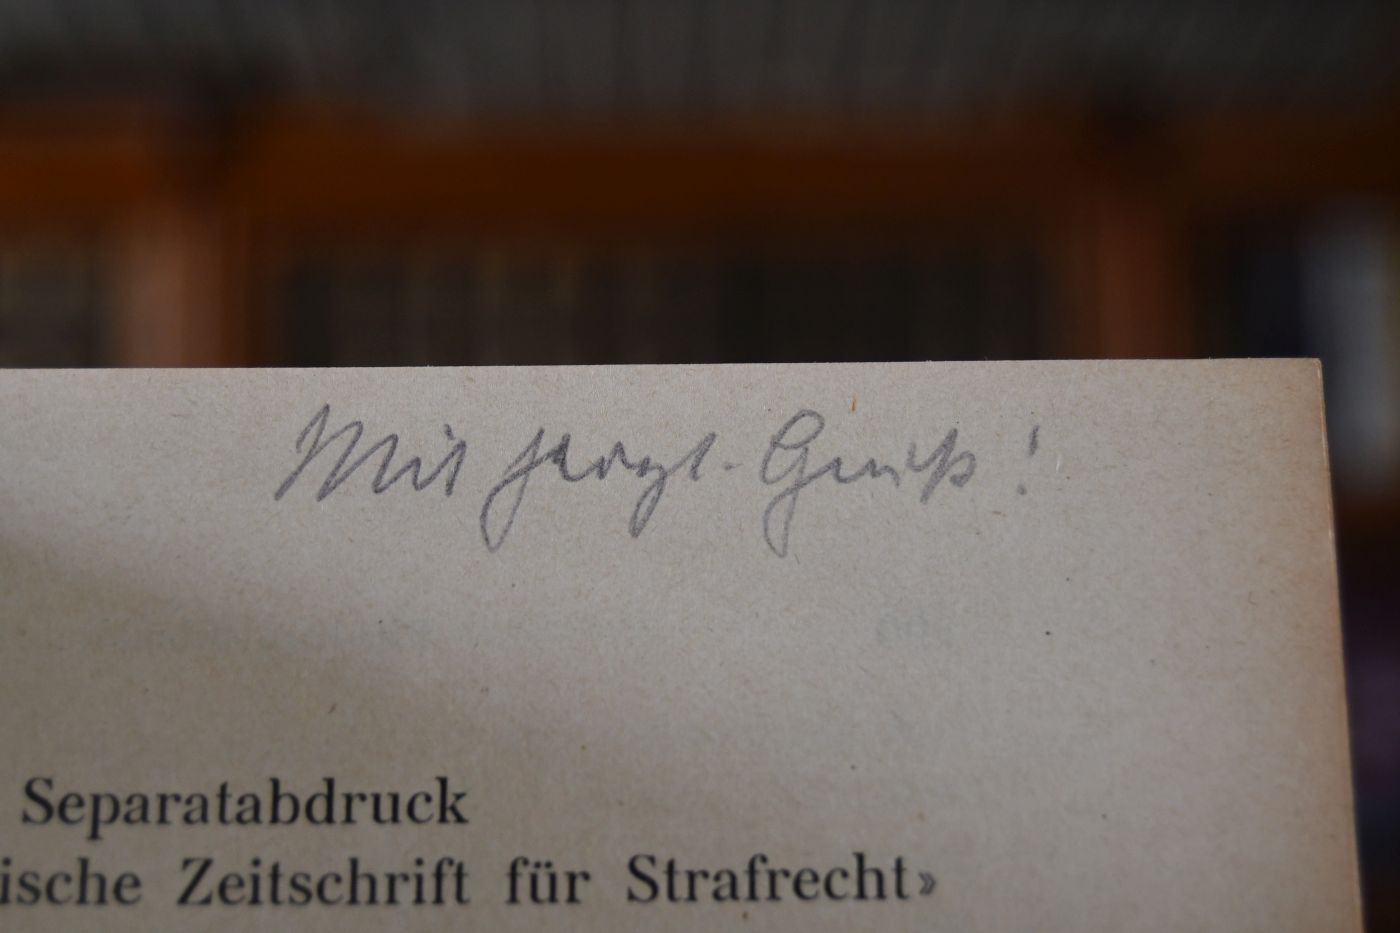 Mit herzl. Gruß!
Separatabdruck
ische Zeitschrift für Strafrecht»